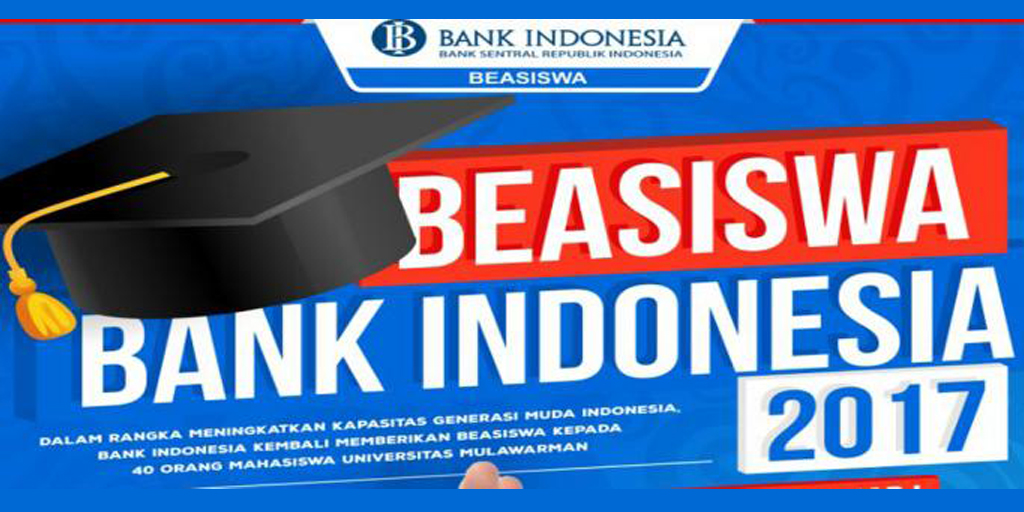 BANK INDONESIA
BANK SENTRAL REPUBLIK INDONESIA
BEASISWA
BEASISWA
BANK INDONESIA
2017
DALAM RANGKA MENINGKATKAN KAPASITAS GENERASI MUDA INDONESIA,
BANK INDONESIA KEMBALI MEMBERIKAN BEASISWA KEPADA
40 ORANG MAHASISWA UNIVERSITAS MULAWARMAN